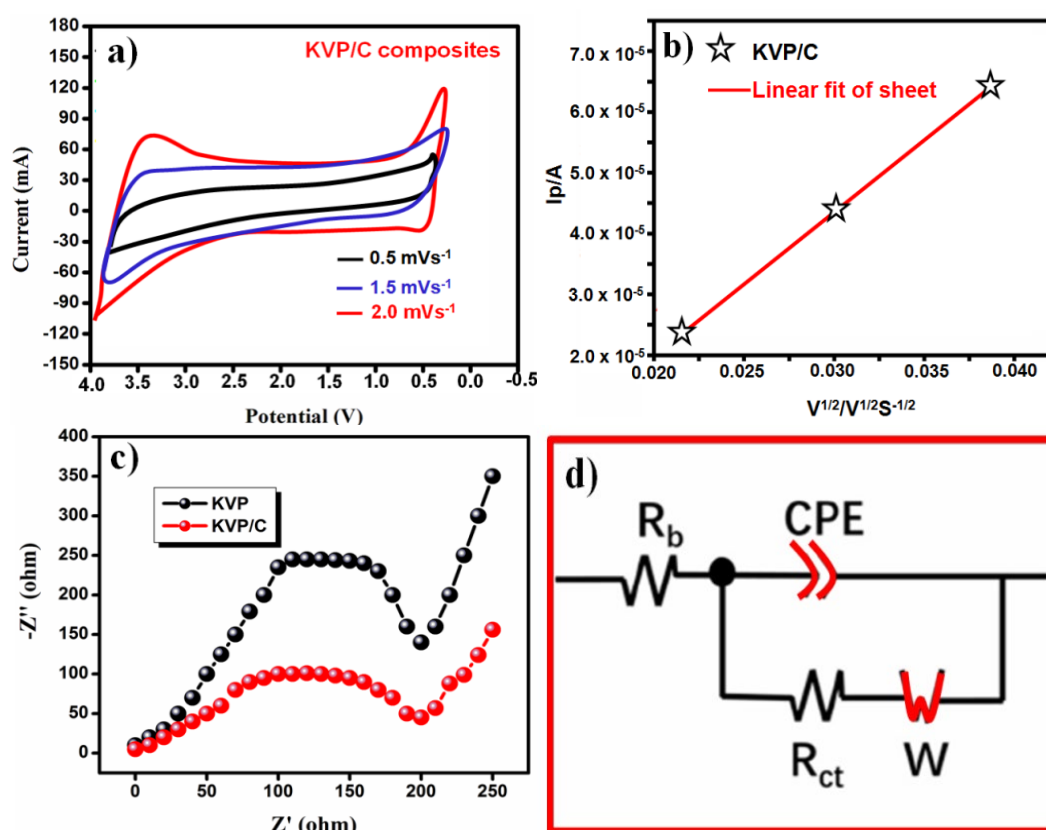 a)
KVP/C composites
180
150
120
90
60
30
0
-30
-60
-90
-120
-150
Current (mA)
0.5 mVs⁻¹
1.5 mVs⁻¹
2.0 mVs⁻¹
4.0 3.5 3.0 2.5 2.0 1.5 1.0 0.5 0.0 -0.5
Potential (V)
b)
KVP/C
Linear fit of sheet
7.0 x 10⁻⁵
6.0 x 10⁻⁵
5.0 x 10⁻⁵
4.0 x 10⁻⁵
3.0 x 10⁻⁵
2.0 x 10⁻⁵
Ip/A
0.020 0.025 0.030 0.035 0.040
V¹/²/V¹/²S⁻¹/²
c)
KVP
KVP/C
400
350
300
250
200
150
100
50
0
-Z'' (ohm)
0 50 100 150 200 250
Z' (ohm)
d)
Rb
CPE
Rct
W